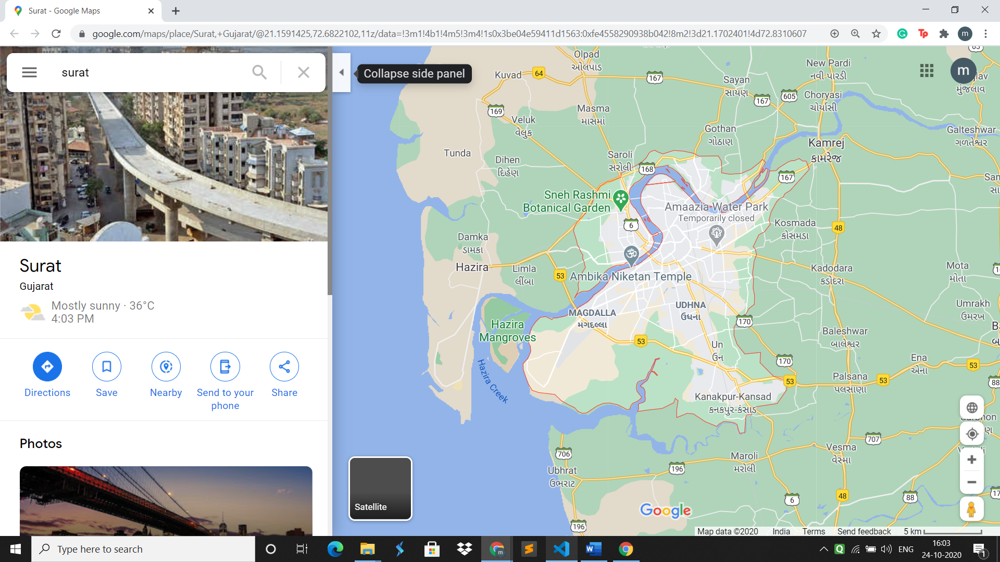 Surat - Google Maps
google.com/maps/place/Surat,+Gujarat/@21.1591425,72.6822102,11z/data=!3m1!4b1!4m5!3m4!1s0x3be04e59411d1563:0xfe4558290938b042!8m2!3d21.1702401!4d72.8310607
m
surat
Collapse side panel
m
Surat
Gujarat
Mostly sunny · 36°C
4:03 PM
Directions
Save
Nearby
Send to your
phone
Share
Photos
Olpad
ઓલપાડ
Kuvad
64
167
Sayan
સાયણ
New Pardi
નવી પારડી
મુંજલાવ
605
167
Choryasi
ચોર્યાસી
169
Masma
માસમાં
Veluk
વેલુક
Gothan
ગોઠાણ
Galteshwar
ગળતેશ્વર
Kamrej
કામરેજ
Tunda
Dihen
દિહેણ
Saroli
સરોલી
168
167
Sneh Rashmi
Botanical Garden
Amaazia Water Park
Temporarily closed
6
Kosmada
કોસમડા
48
Damka
ડામકા
Hazira
Limla
લીંબા
53
Ambika Niketan Temple
Kadodara
કડોદરા
Mota
મોતા
Umrakh
ઉમરખ
MAGDALLA
મગદલ્લા
UDHNA
ઉધના
170
Hazira
Mangroves
53
Baleshwar
બાલેશ્વર
Un
ઉન
170
Ena
એના
53
Hazira Creek
Palsana
પલસાણા
53
53
88
Kanakpur-Kansad
કનકપુર-કંસાડ
707
706
Vesma
વેસ્મા
Maroli
મરોલી
Ubhrat
ઉભરાટ
196
48
6
88
196
Satellite
Google
Map data ©2020
India
Terms
Send feedback
5 km
Type here to search
ENG
16:03
24-10-2020
1